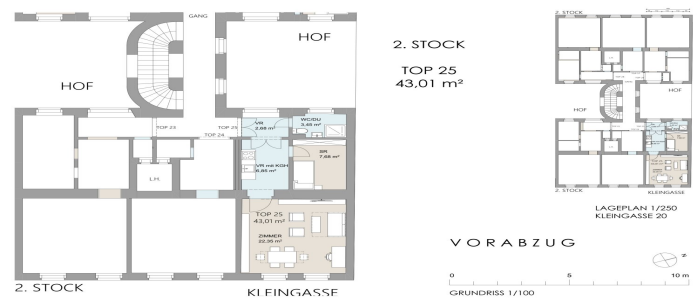 GANG
HOF
HOF
TOP 23
TOP 25
TOP 24
VR
2,66 m²
WC/DU
3,45 m²
SR
7,68 m²
VR mit KGH
6,85 m²
I.H.
TOP 25
43,01 m²
ZIMMER
22,35 m²
2. STOCK
KLEINGASSE
2. STOCK
TOP 25
43,01 m²
2. STOCK
HOF
HOF
KLEINGASSE
2. STOCK
LAGEPLAN 1/250
KLEINGASSE 20
VORABZUG
N
0 5 10 m
GRUNDRISS 1/100